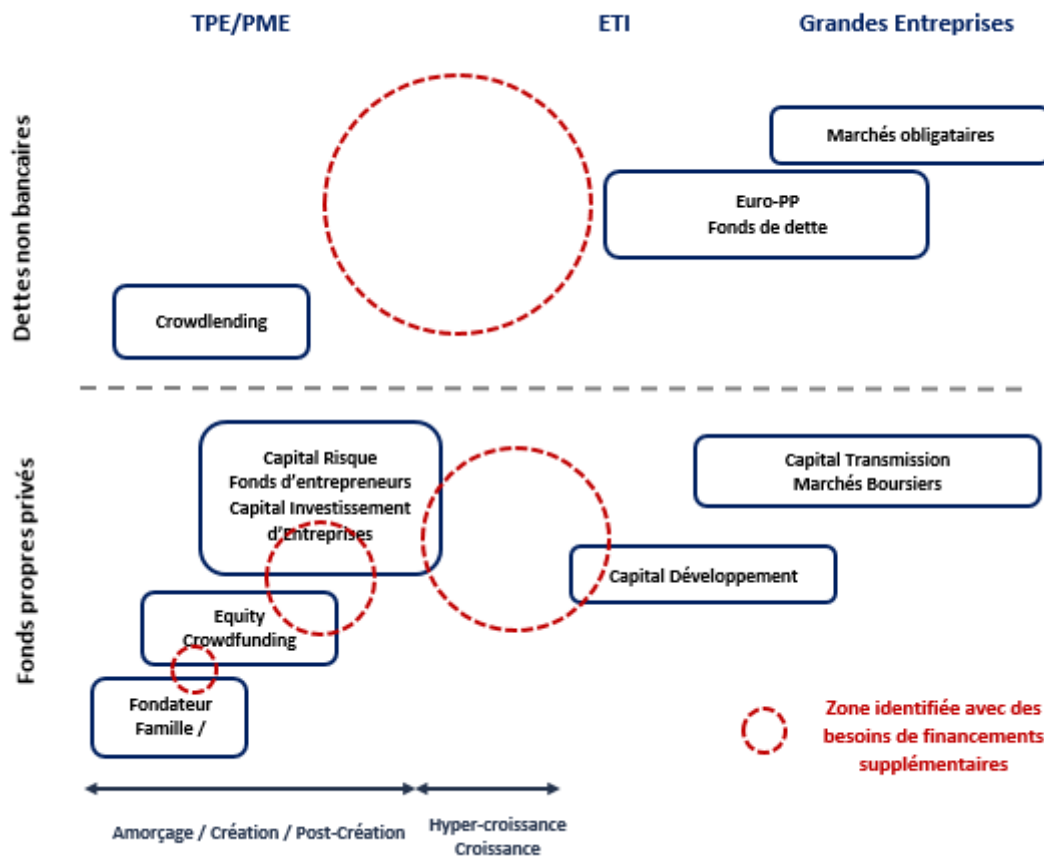 TPE/PME
ETI
Grandes Entreprises
Dettes non bancaires
Marchés obligataires
Euro-PP
Fonds de dette
Crowdlending
Fonds propres privés
Capital Risque
Fonds d'entrepreneurs
Capital Investissement
d'Entreprises
Capital Transmission
Marchés Boursiers
Capital Développement
Equity
Crowdfunding
Fondateur
Famille /
Zone identifiée avec des
besoins de financements
supplémentaires
Amorçage / Création / Post-Création
Hyper-croissance
Croissance